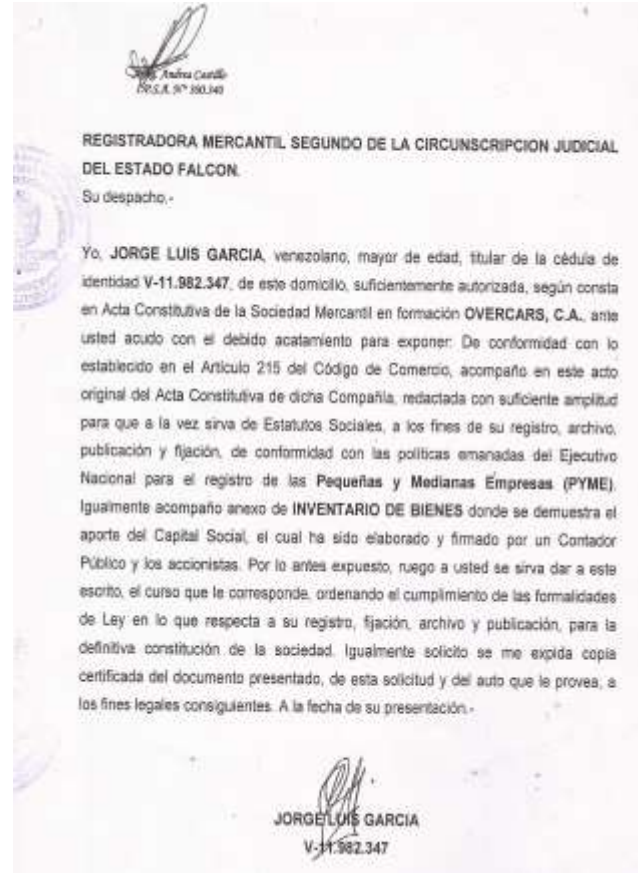 Andrea Castillo
I.P.S.A. N° 350.340
REGISTRADORA MERCANTIL SEGUNDO DE LA CIRCUNSCRIPCION JUDICIAL
DEL ESTADO FALCON.
Su despacho.-
Yo, JORGE LUIS GARCIA, venezolano, mayor de edad, titular de la cédula de
identidad V-11.982.347, de este domicilio, suficientemente autorizada, según consta
en Acta Constitutiva de la Sociedad Mercantil en formación OVERCARS, C.A., ante
usted acudo con el debido acatamiento para exponer: De conformidad con lo
establecido en el Artículo 215 del Código de Comercio, acompaño en este acto
original del Acta Constitutiva de dicha Compañía, redactada con suficiente amplitud
para que a la vez sirva de Estatutos Sociales, a los fines de su registro, archivo,
publicación y fijación, de conformidad con las políticas emanadas del Ejecutivo
Nacional para el registro de las Pequeñas y Medianas Empresas (PYME).
Igualmente acompaño anexo de INVENTARIO DE BIENES donde se demuestra el
aporte del Capital Social, el cual ha sido elaborado y firmado por un Contador
Público y los accionistas. Por lo antes expuesto, ruego a usted se sirva dar a este
escrito, el curso que le corresponde, ordenando el cumplimiento de las formalidades
de Ley en lo que respecta a su registro, fijación, archivo y publicación, para la
definitiva constitución de la sociedad. Igualmente solicito se me expida copia
certificada del documento presentado, de esta solicitud y del auto que le provea, a
los fines legales consiguientes. A la fecha de su presentación.-
JORGE LUIS GARCIA
V-11.982.347